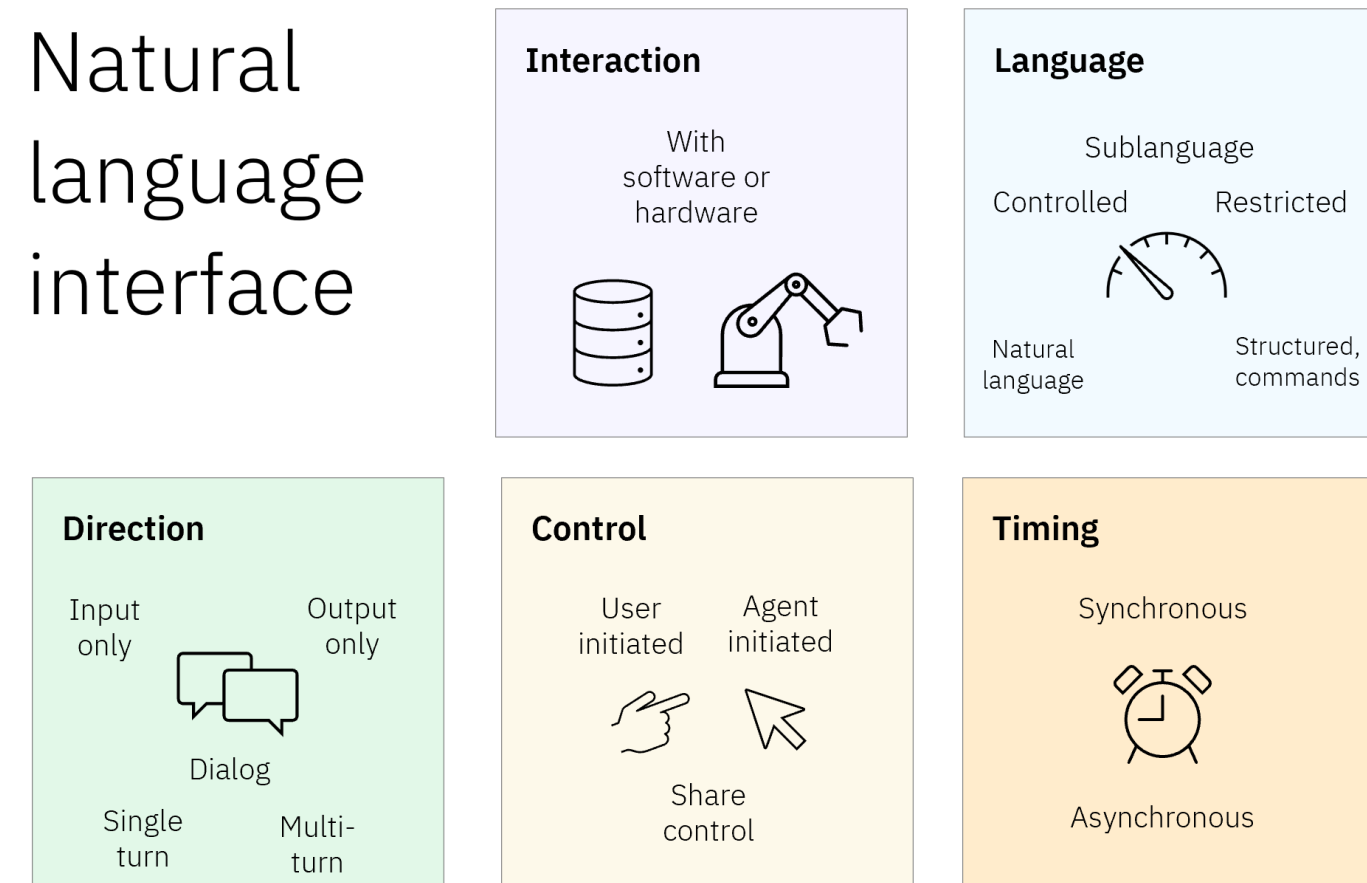 Natural
language
interface
Interaction
With
software or
hardware
Language
Sublanguage
Controlled
Restricted
Natural
language
Structured,
commands
Direction
Input
only
Output
only
Dialog
Single
turn
Multi-
turn
Control
User
initiated
Agent
initiated
Share
control
Timing
Synchronous
Asynchronous